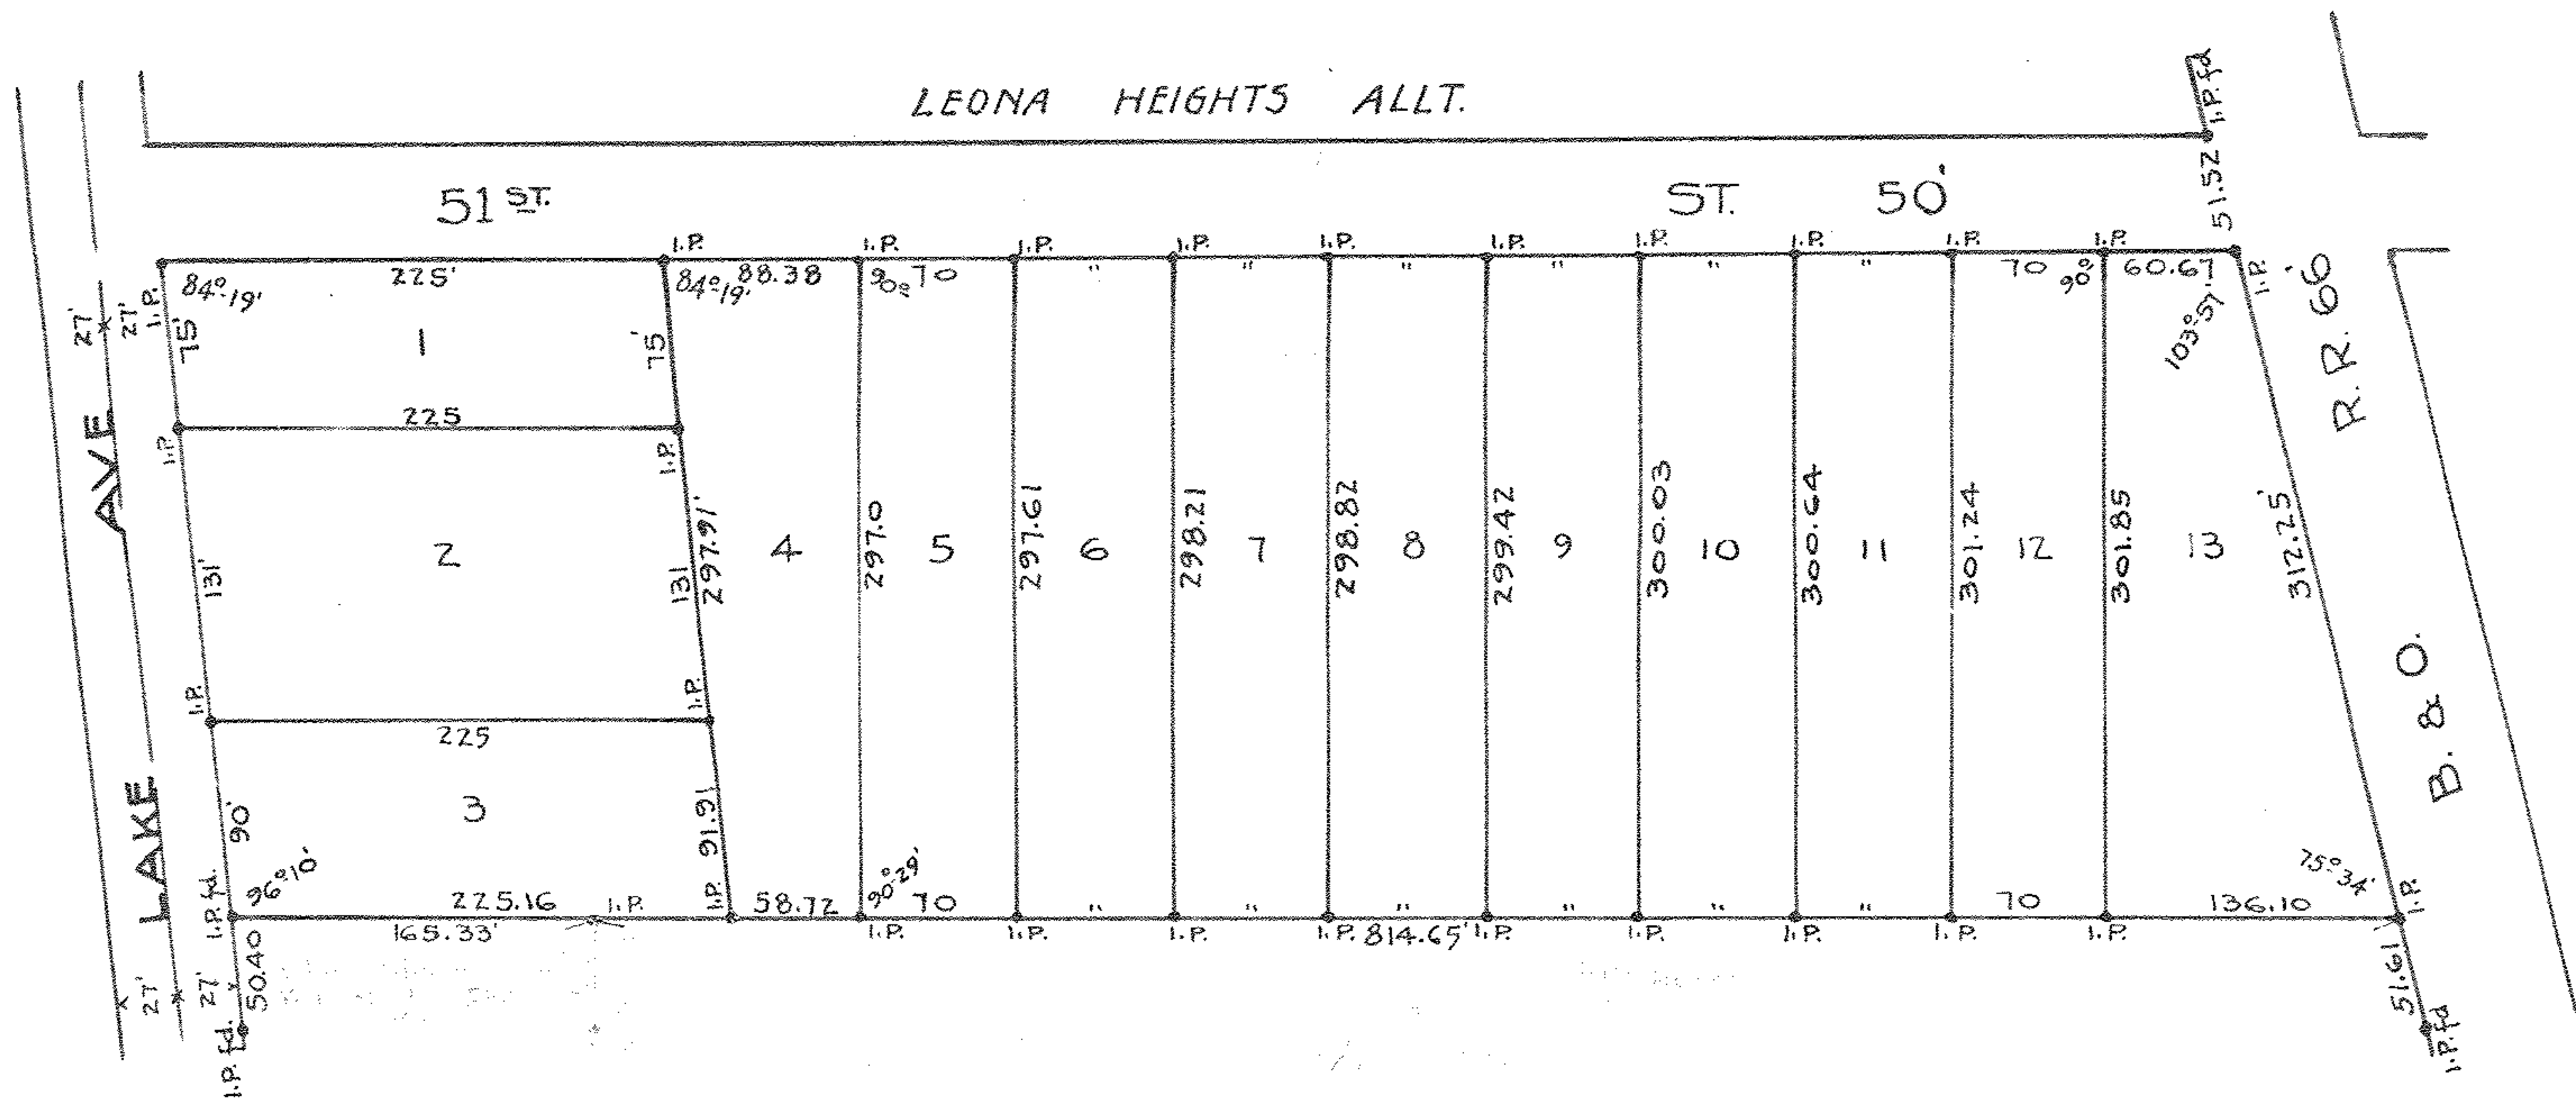 LEONA HEIGHTS ALLT.
I.P. fd
51 ST. ST. 50'
51.52
I.P. I.P. I.P. I.P. I.P. I.P. I.P. I.P. I.P. I.P.
225' 88.38 70 " " " " " " 70 60.67
84°-19' 84°-19' 90° 90° 103°-57' I.P.
27' 27' I.P.
75' 1 75'
225
I.P. I.P.
AVE
R.R. 66'
131' 2 131 297.91' 4 297.0 5 297.61 6 298.21 7 298.82 8 299.42 9 300.03 10 300.64 11 301.24 12 301.85 13 312.25'
I.P. I.P.
225
B. & O.
LAKE
90' 3 91.91
96°-10' 90°-29' 75°-34'
I.P. fd. 225.16 I.P. I.P. 58.72 70 " " " " " " 70 136.10 I.P.
165.33' I.P. I.P. I.P. I.P. 814.65' I.P. I.P. I.P. I.P. I.P.
27' 27' 50.40 51.61
I.P. fd. I.P. fd